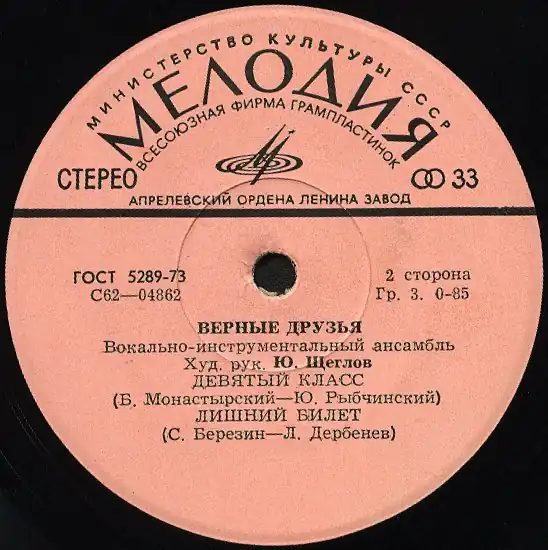 МИНИСТЕРСТВО КУЛЬТУРЫ СССР
МЕЛОДИЯ
ВСЕСОЮЗНАЯ ФИРМА ГРАМПЛАСТИНОК
СТЕРЕО 33
АПРЕЛЕВСКИЙ ОРДЕНА ЛЕНИНА ЗАВОД
ГОСТ 5289-73 2 сторона
С62—04862 Гр. 3. 0-85
ВЕРНЫЕ ДРУЗЬЯ
Вокально-инструментальный ансамбль
Худ. рук. Ю. Щеглов
ДЕВЯТЫЙ КЛАСС
(Б. Монастырский—Ю. Рыбчинский)
ЛИШНИЙ БИЛЕТ
(С. Березин—Л. Дербенев)